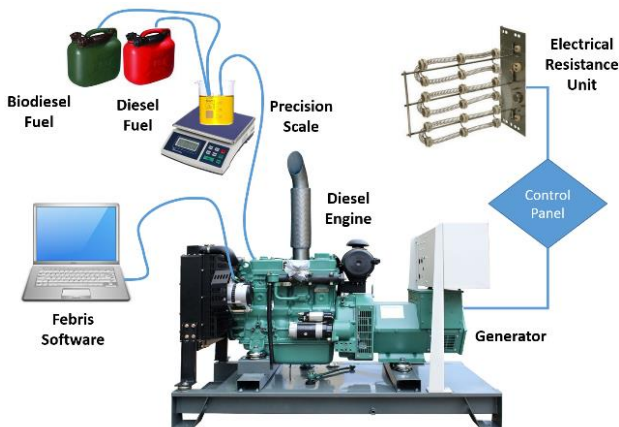 Biodiesel
Fuel
Diesel
Fuel
Precision
Scale
Electrical
Resistance
Unit
Control
Panel
Diesel
Engine
Febris
Software
Generator